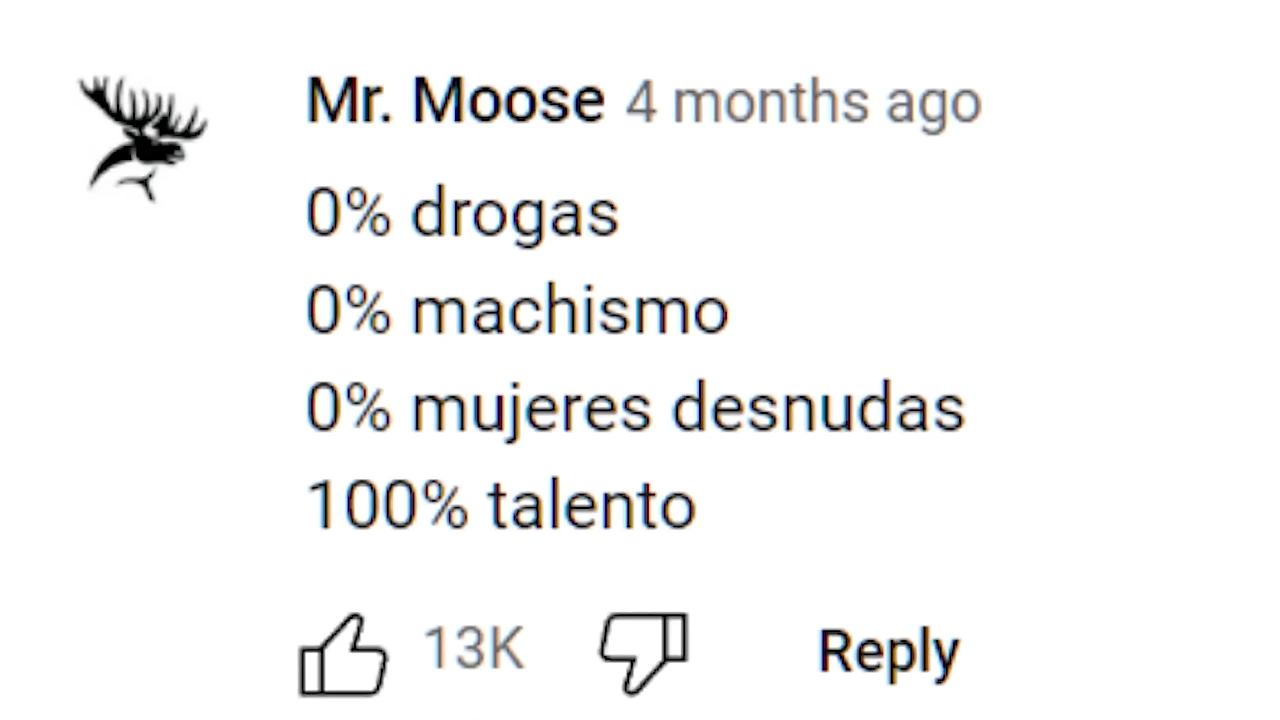 Mr. Moose 4 months ago
0% drogas
0% machismo
0% mujeres desnudas
100% talento
13K Reply